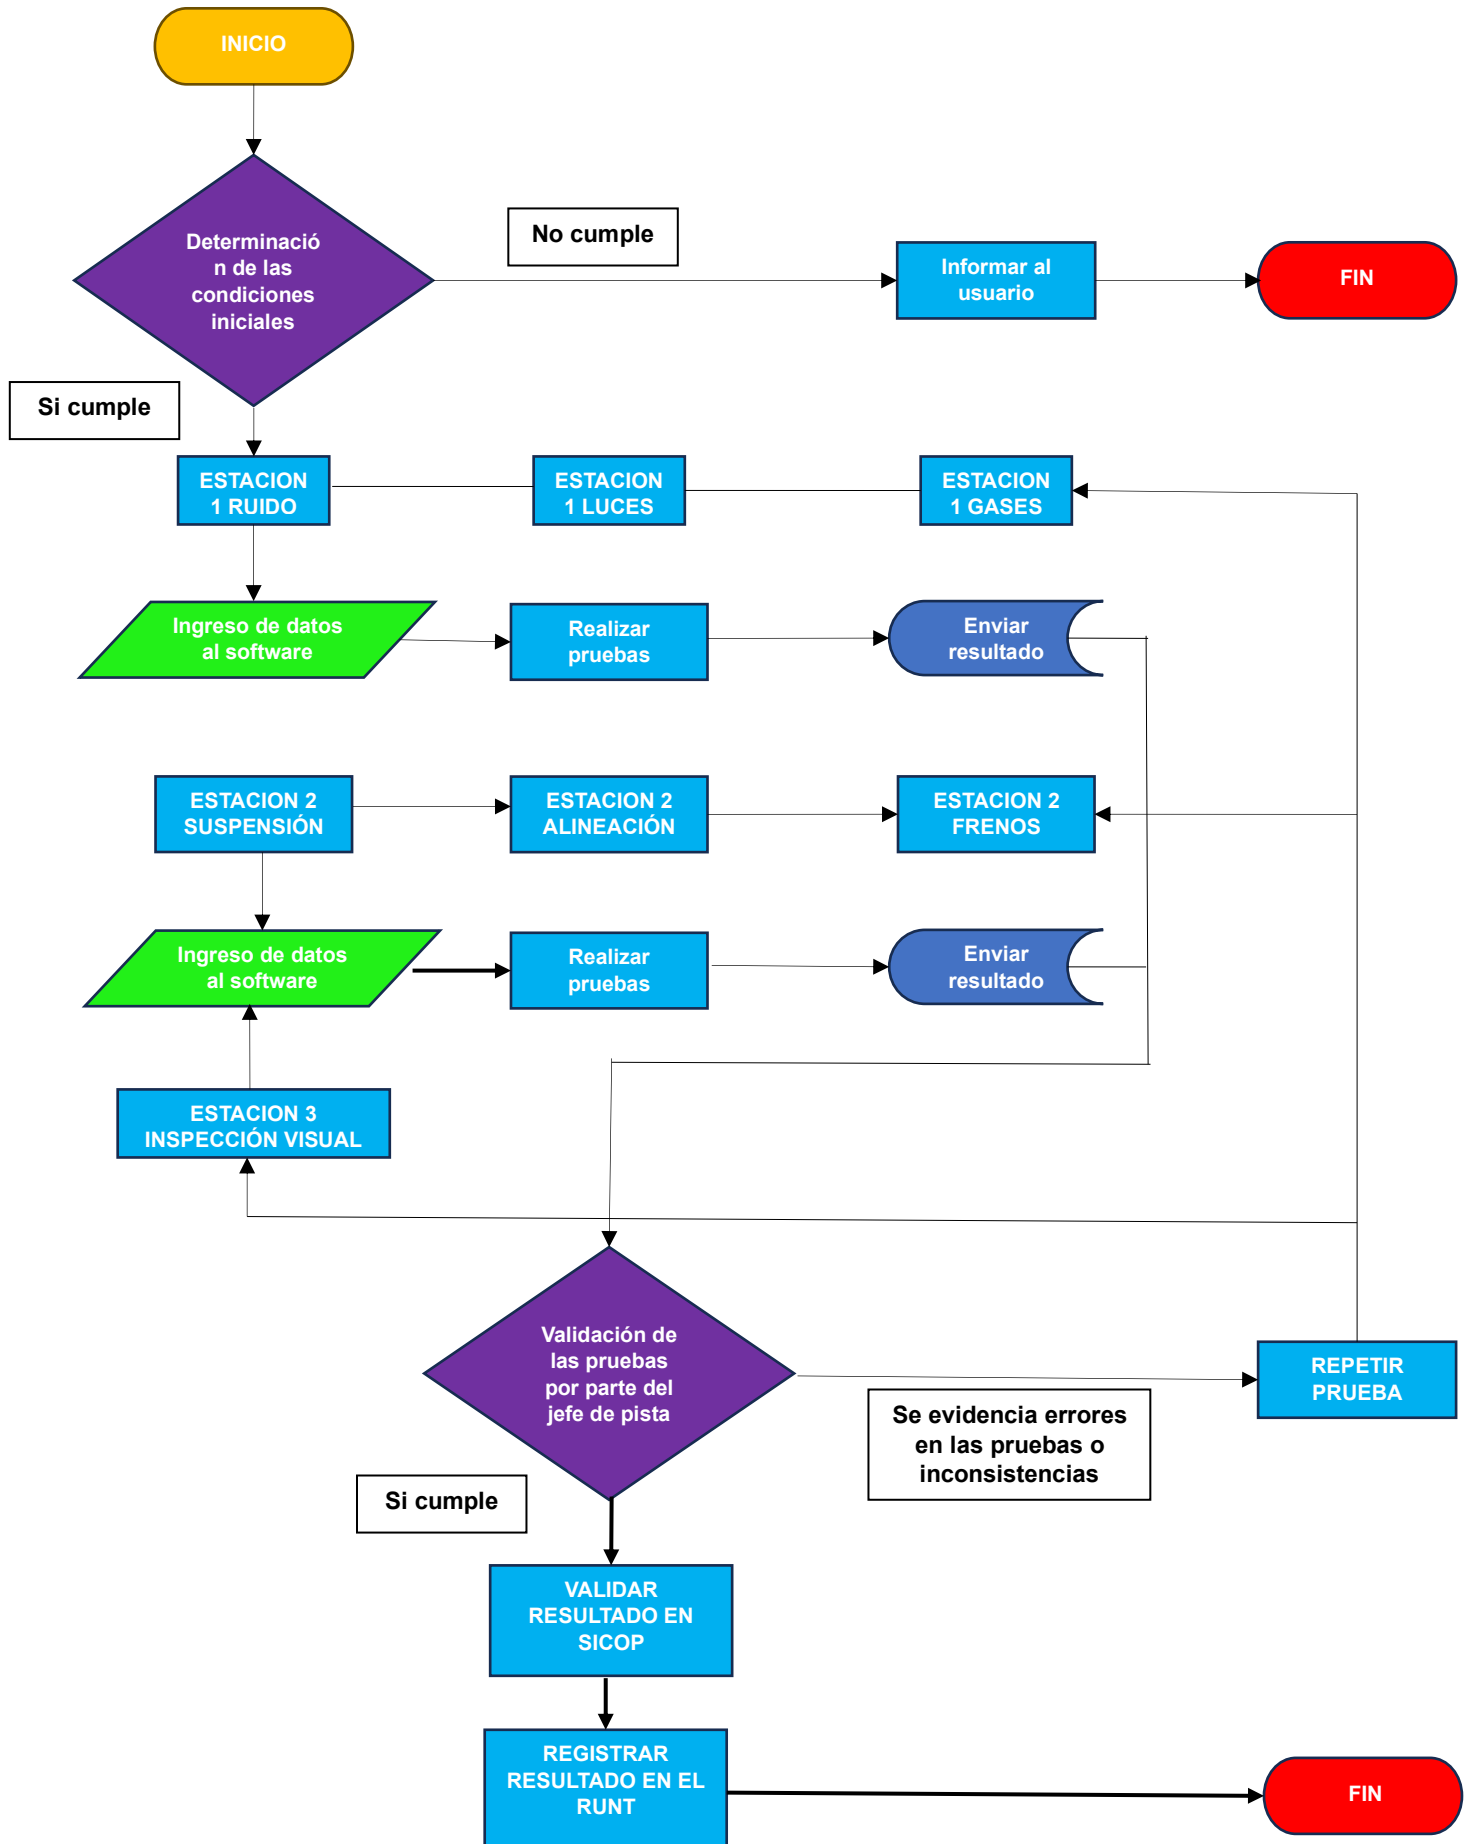 INICIO
Determinació
n de las
condiciones
iniciales
No cumple
Informar al
usuario
FIN
Si cumple
ESTACION
1 RUIDO
ESTACION
1 LUCES
ESTACION
1 GASES
Ingreso de datos
al software
Realizar
pruebas
Enviar
resultado
ESTACION 2
SUSPENSIÓN
ESTACION 2
ALINEACIÓN
ESTACION 2
FRENOS
Ingreso de datos
al software
Realizar
pruebas
Enviar
resultado
ESTACION 3
INSPECCIÓN VISUAL
Validación de
las pruebas
por parte del
jefe de pista
REPETIR
PRUEBA
Se evidencia errores
en las pruebas o
inconsistencias
Si cumple
VALIDAR
RESULTADO EN
SICOP
REGISTRAR
RESULTADO EN EL
RUNT
FIN